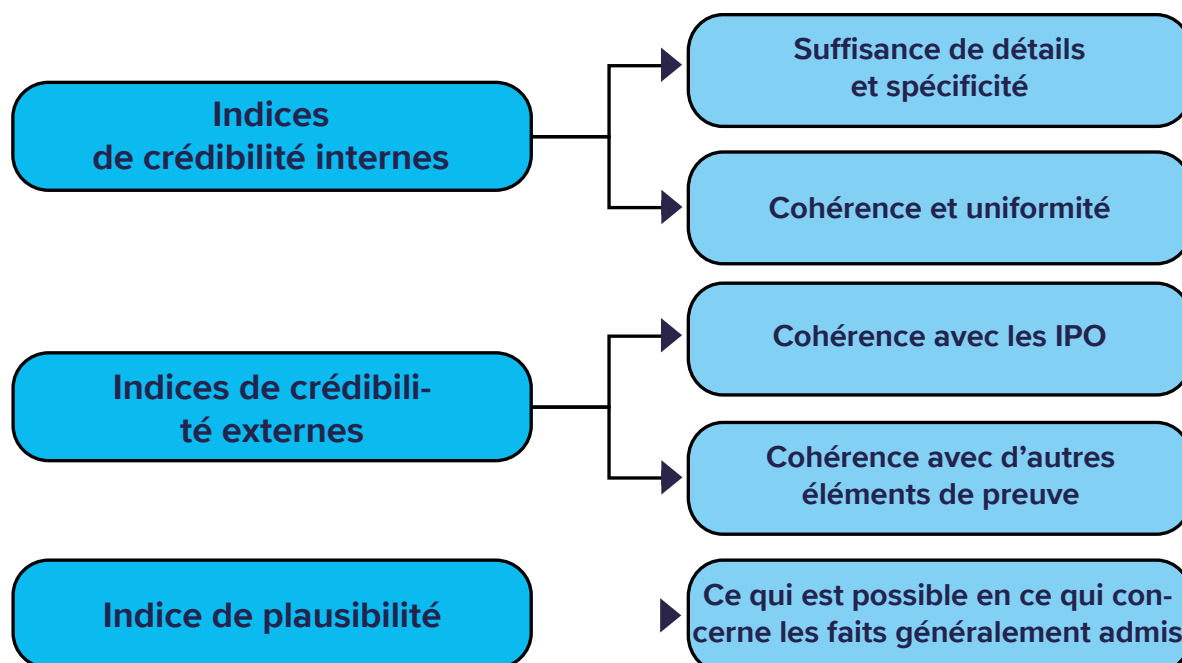 Indices
de crédibilité internes
Suffisance de détails
et spécificité
Cohérence et uniformité
Indices de crédibili-
té externes
Cohérence avec les IPO
Cohérence avec d’autres
éléments de preuve
Indice de plausibilité
Ce qui est possible en ce qui con-
cerne les faits généralement admis